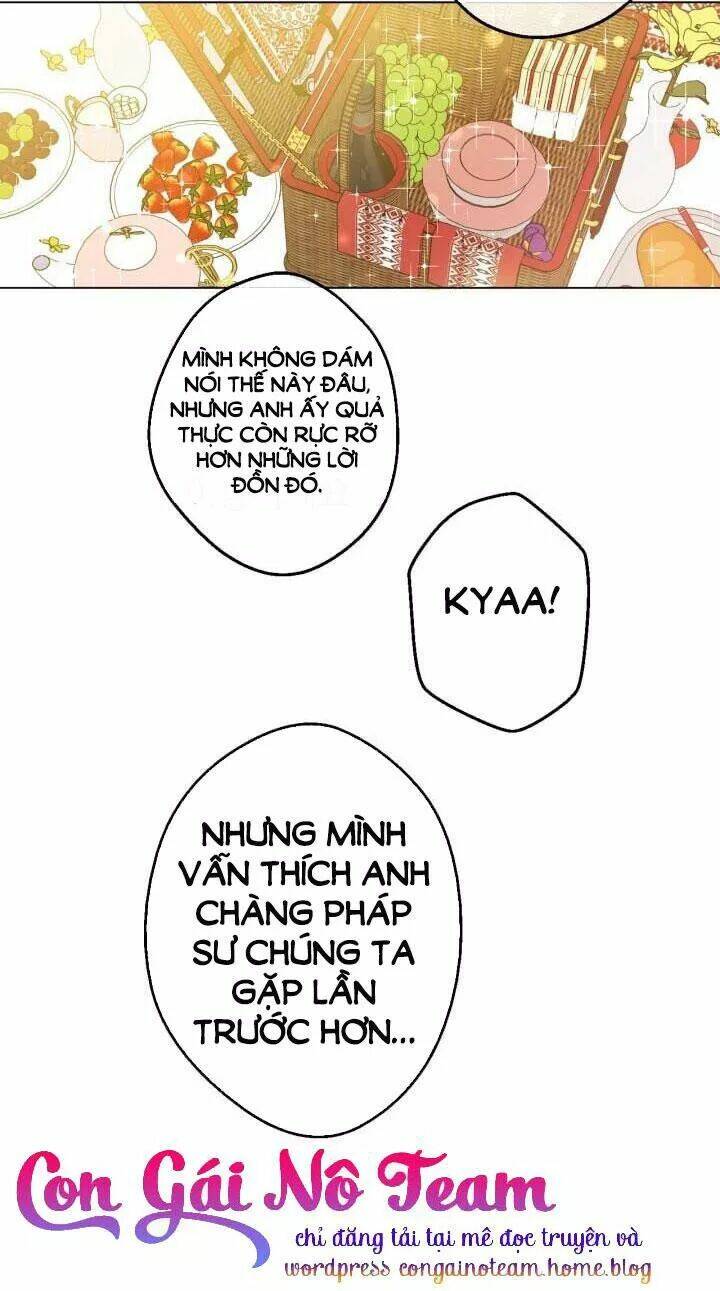 MÌNH KHÔNG DÁM
NÓI THẾ NÀY ĐÂU,
NHƯNG ANH ẤY QUẢ
THỰC CÒN RỰC RỠ
HƠN NHỮNG LỜI
ĐỒN ĐÓ.
KYAA!
NHƯNG MÌNH
VẪN THÍCH ANH
CHÀNG PHÁP
SƯ CHÚNG TA
GẶP LẦN
TRƯỚC HƠN...
Con Gái Nô Team
chỉ đăng tải tại mê đọc truyện và
wordpress congainoteam.home.blog